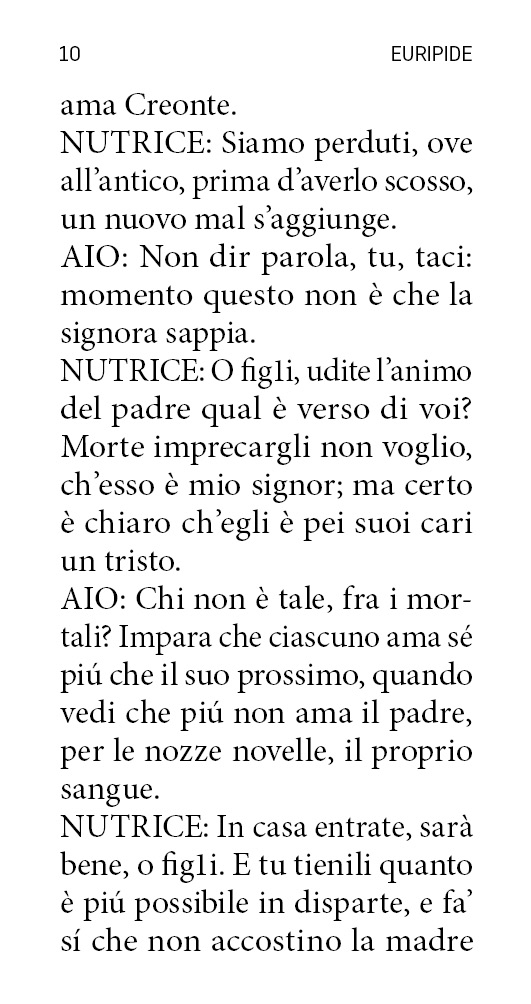 10 EURIPIDE
ama Creonte.
NUTRICE: Siamo perduti, ove
all’antico, prima d’averlo scosso,
un nuovo mal s’aggiunge.
AIO: Non dir parola, tu, taci:
momento questo non è che la
signora sappia.
NUTRICE: O figli, udite l’animo
del padre qual è verso di voi?
Morte imprecargli non voglio,
ch’esso è mio signor; ma certo
è chiaro ch’egli è pei suoi cari
un tristo.
AIO: Chi non è tale, fra i mor-
tali? Impara che ciascuno ama sé
piú che il suo prossimo, quando
vedi che piú non ama il padre,
per le nozze novelle, il proprio
sangue.
NUTRICE: In casa entrate, sarà
bene, o figli. E tu tienili quanto
è piú possibile in disparte, e fa’
sí che non accostino la madre